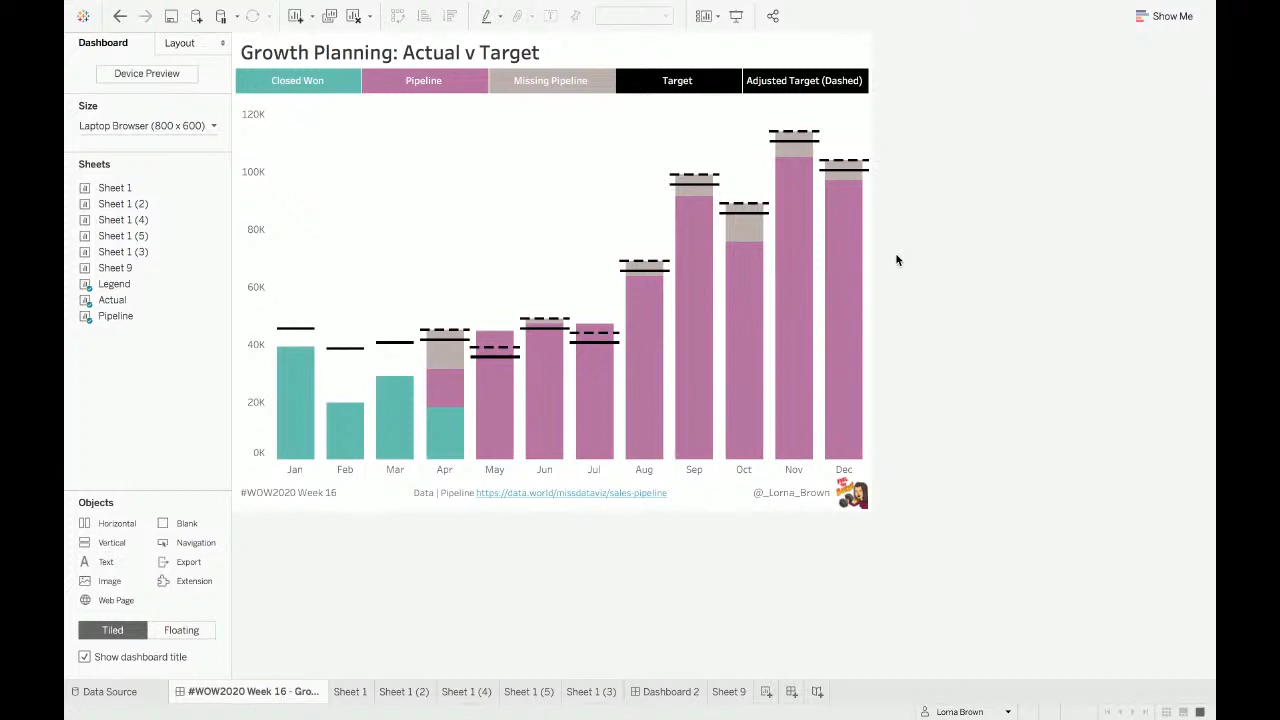 Show Me
Dashboard
Layout
Device Preview
Size
Laptop Browser (800 x 600)
Sheets
Sheet 1
Sheet 1 (2)
Sheet 1 (4)
Sheet 1 (5)
Sheet 1 (3)
Sheet 9
Legend
Actual
Pipeline
Objects
Horizontal
Blank
Vertical
Navigation
Text
Export
Image
Extension
Web Page
Tiled
Floating
Show dashboard title
Growth Planning: Actual v Target
Closed Won
Pipeline
Missing Pipeline
Target
Adjusted Target (Dashed)
120K
100K
80K
60K
40K
20K
0K
Jan
Feb
Mar
Apr
May
Jun
Jul
Aug
Sep
Oct
Nov
Dec
#WOW2020 Week 16
Data | Pipeline https://data.world/missdataviz/sales-pipeline
@_Lorna_Brown
Data Source
#WOW2020 Week 16 - Gro...
Sheet 1
Sheet 1 (2)
Sheet 1 (4)
Sheet 1 (5)
Sheet 1 (3)
Dashboard 2
Sheet 9
Lorna Brown